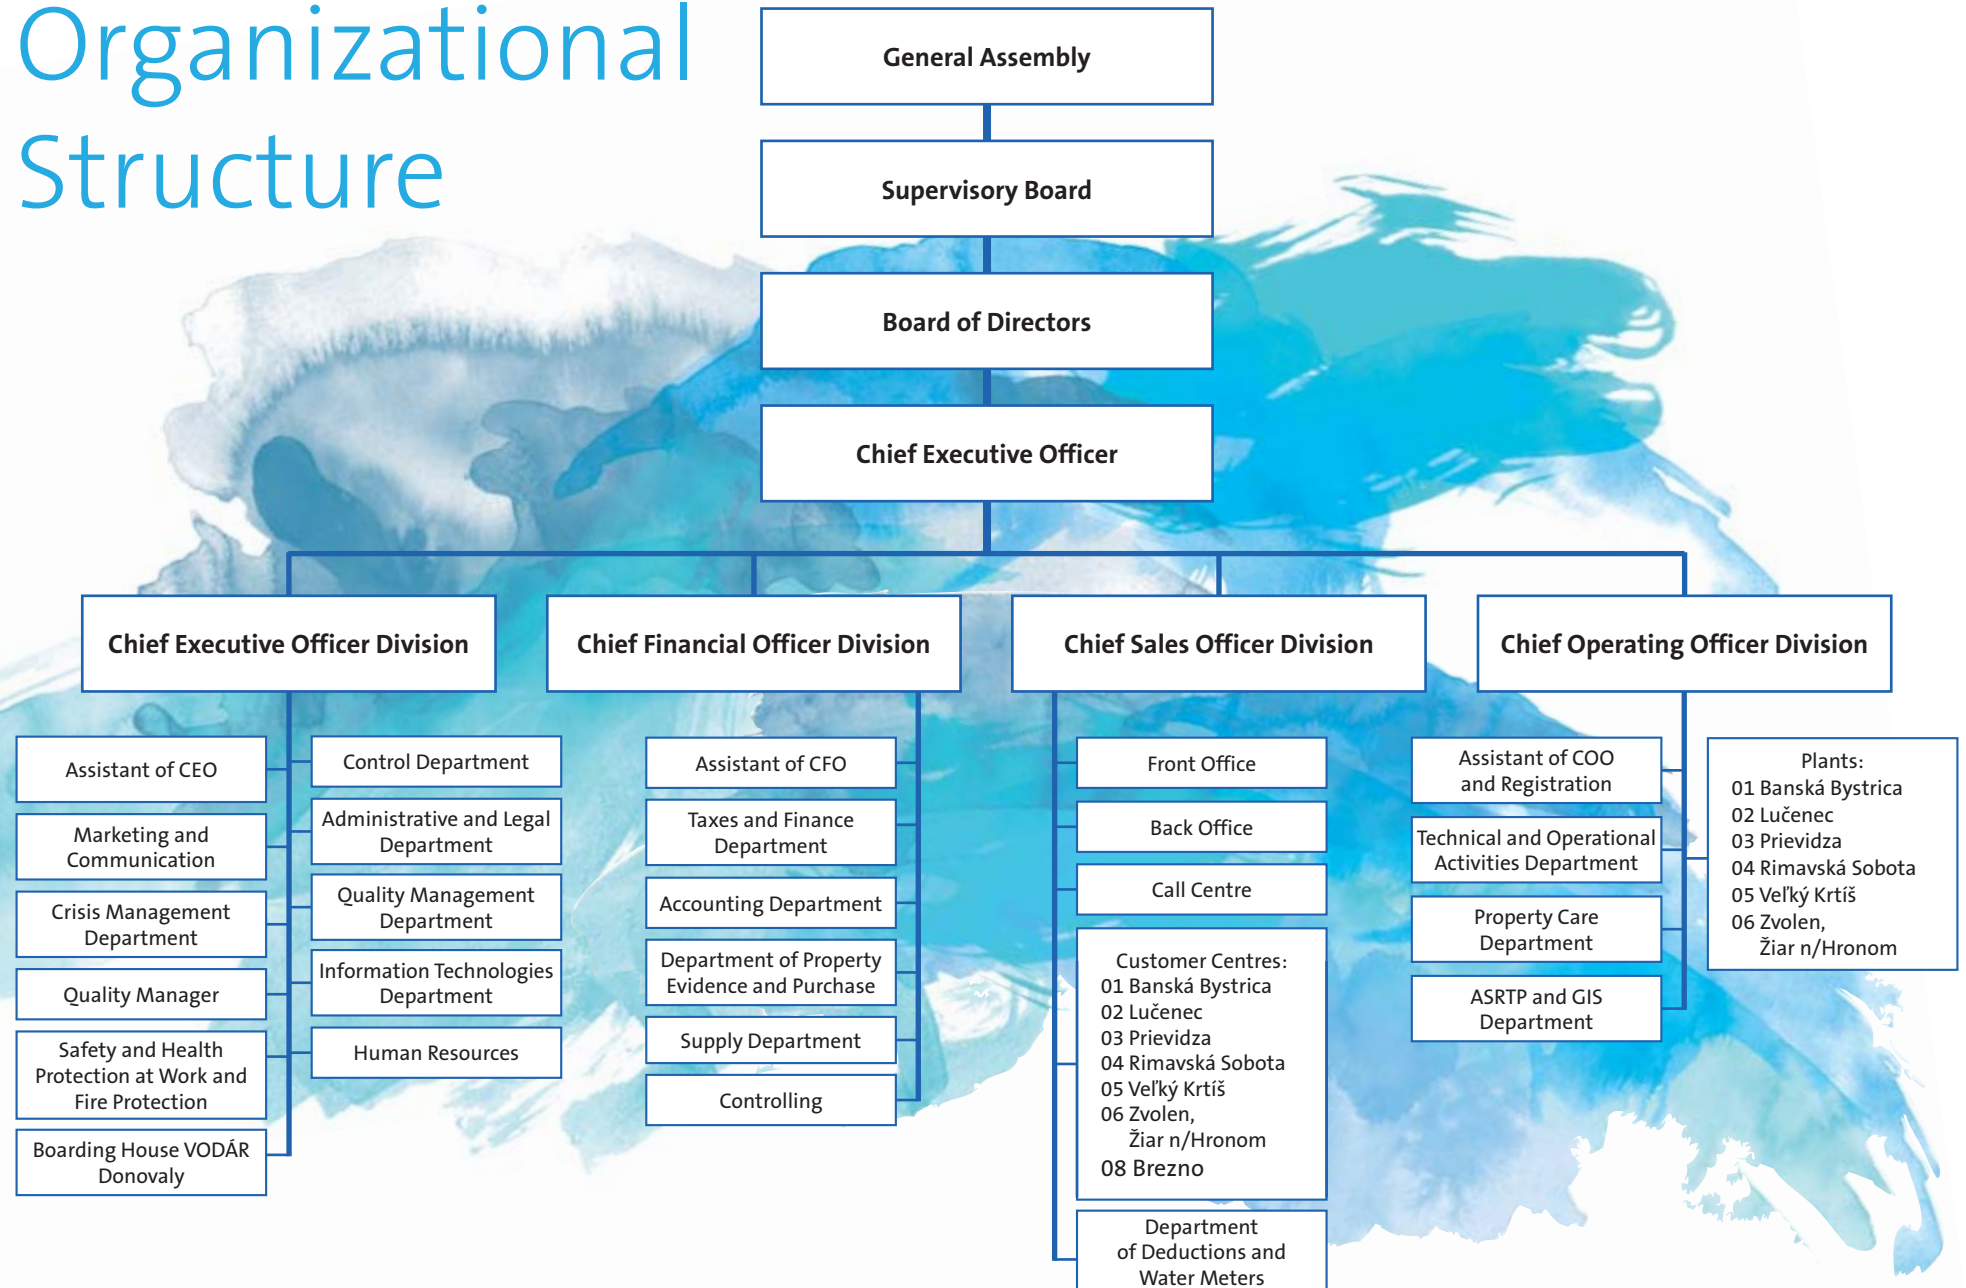 Organizational
Structure
General Assembly
Supervisory Board
Board of Directors
Chief Executive Officer
Chief Executive Officer Division
Chief Financial Officer Division
Chief Sales Officer Division
Chief Operating Officer Division
Assistant of CEO
Marketing and
Communication
Crisis Management
Department
Quality Manager
Safety and Health
Protection at Work and
Fire Protection
Boarding House VODÁR
Donovaly
Control Department
Administrative and Legal
Department
Quality Management
Department
Information Technologies
Department
Human Resources
Assistant of CFO
Taxes and Finance
Department
Accounting Department
Department of Property
Evidence and Purchase
Supply Department
Controlling
Front Office
Back Office
Call Centre
Customer Centres:
01 Banská Bystrica
02 Lučenec
03 Prievidza
04 Rimavská Sobota
05 Veľký Krtíš
06 Zvolen,
Žiar n/Hronom
08 Brezno
Department
of Deductions and
Water Meters
Assistant of COO
and Registration
Technical and Operational
Activities Department
Property Care
Department
ASRTP and GIS
Department
Plants:
01 Banská Bystrica
02 Lučenec
03 Prievidza
04 Rimavská Sobota
05 Veľký Krtíš
06 Zvolen,
Žiar n/Hronom